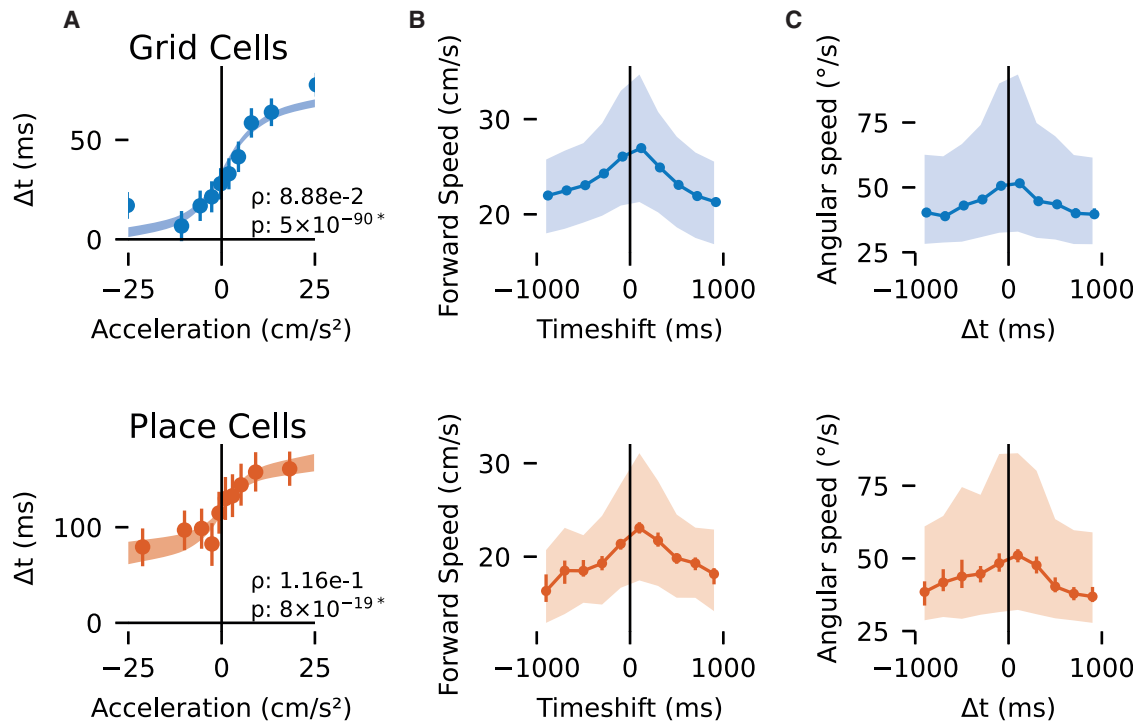 A
B
C
Grid Cells
Δt (ms)
50
0
ρ: 8.88e-2
p: 5×10⁻⁹⁰*
−25
0
25
Acceleration (cm/s²)
Forward Speed (cm/s)
30
20
−1000
0
1000
Timeshift (ms)
Angular speed (°/s)
75
50
25
−1000
0
1000
Δt (ms)
Place Cells
Δt (ms)
100
0
ρ: 1.16e-1
p: 8×10⁻¹⁹*
−25
0
25
Acceleration (cm/s²)
Forward Speed (cm/s)
30
20
−1000
0
1000
Timeshift (ms)
Angular speed (°/s)
75
50
25
−1000
0
1000
Δt (ms)